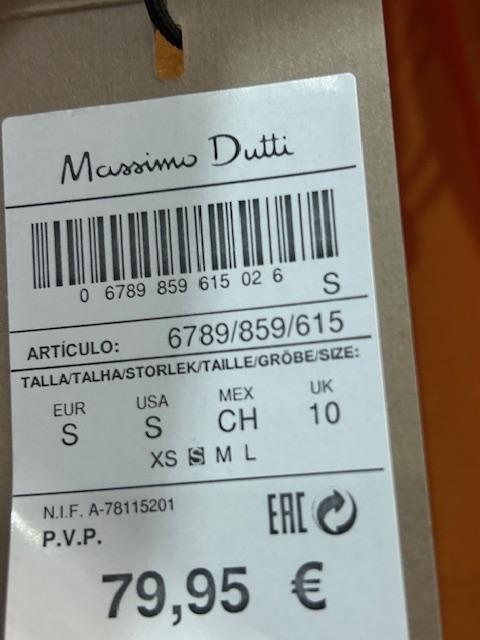 Massimo Dutti
0 6789 859 615 02 6 S
ARTÍCULO: 6789/859/615
TALLA/TALHA/STORLEK/TAILLE/GRÖBE/SIZE:
EUR USA MEX UK
S S CH 10
XS S M L
N.I.F. A-78115201
EAC
P.V.P.
79,95 €